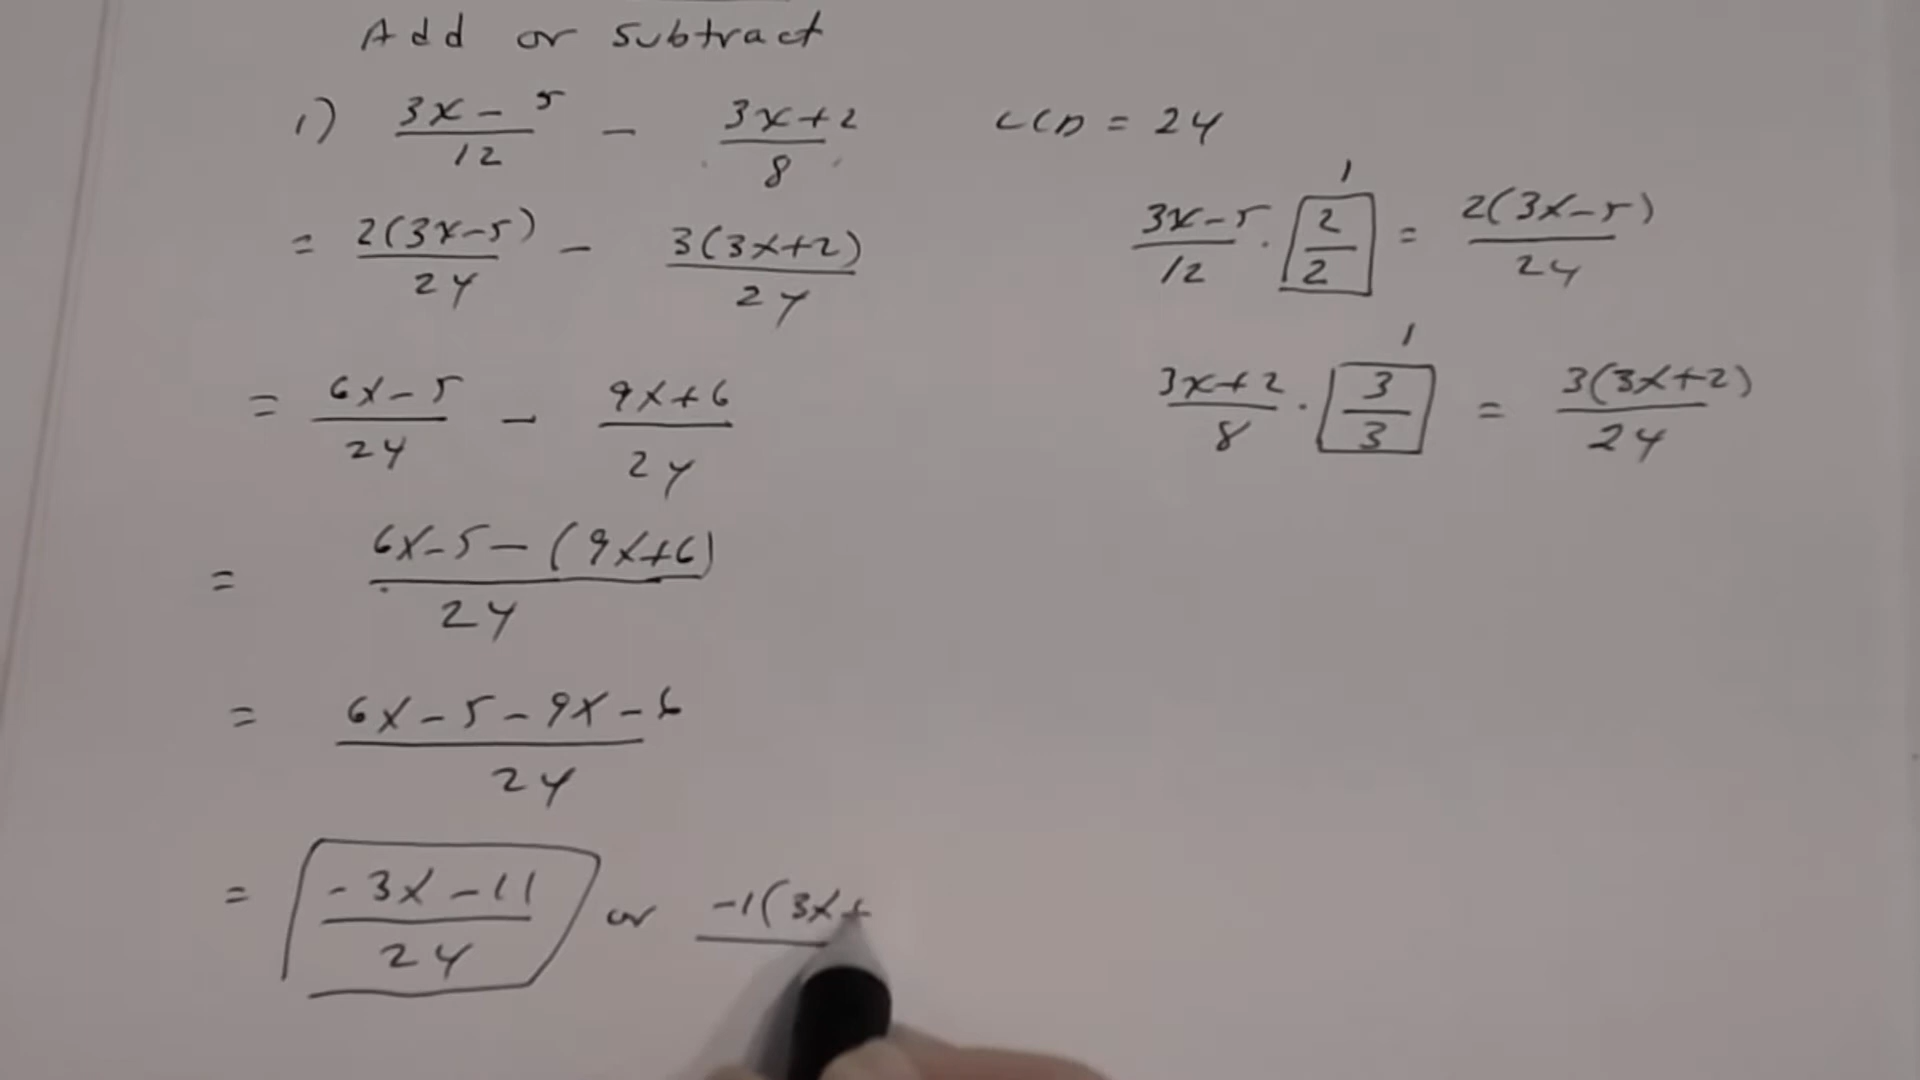 Add or subtract
1) 3x-5/12 - 3x+2/8 LCD = 24
3x-5/12 · 2/2 = 2(3x-5)/24
1
= 2(3x-5)/24 - 3(3x+2)/24
3x+2/8 · 3/3 = 3(3x+2)/24
1
= 6x-5/24 - 9x+6/24
= 6x-5-(9x+6)/24
= 6x-5-9x-6/24
= -3x-11/24 or -1(3x+